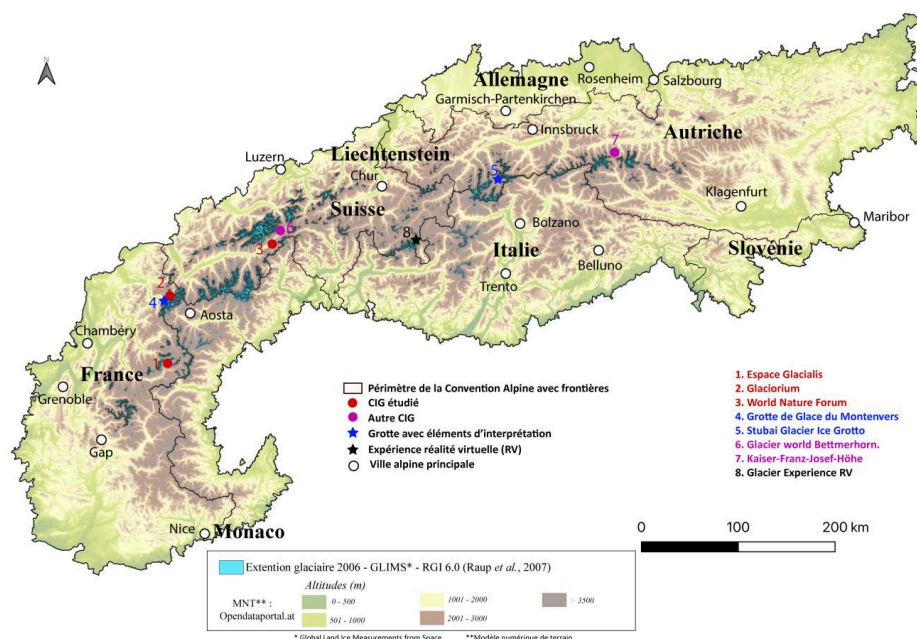 N
Allemagne
Rosenheim
Salzbourg
Garmisch-Partenkirchen
Innsbruck
Autriche
7
Luzern
Liechtenstein
Chur
5
Suisse
Klagenfurt
Maribor
6
Bolzano
8
3
Italie
Slovénie
Belluno
Trento
2
4
Aosta
Chambéry
1
France
Grenoble
Gap
Nice
Monaco
Périmètre de la Convention Alpine avec frontières
CIG étudié
Autre CIG
Grotte avec éléments d'interprétation
Expérience réalité virtuelle (RV)
Ville alpine principale
1. Espace Glacialis
2. Glaciorium
3. World Nature Forum
4. Grotte de Glace du Montenvers
5. Stubai Glacier Ice Grotto
6. Glacier world Bettmerhorn.
7. Kaiser-Franz-Josef-Höhe
8. Glacier Experience RV
0 100 200 km
Extention glaciaire 2006 - GLIMS* - RGI 6.0 (Raup et al., 2007)
Altitudes (m)
MNT** :
Opendataportal.at
0 - 500
1001 - 2000
> 3500
501 - 1000
2001 - 3000
* Global Land Ice Measurements from Space **Modèle numérique de terrain